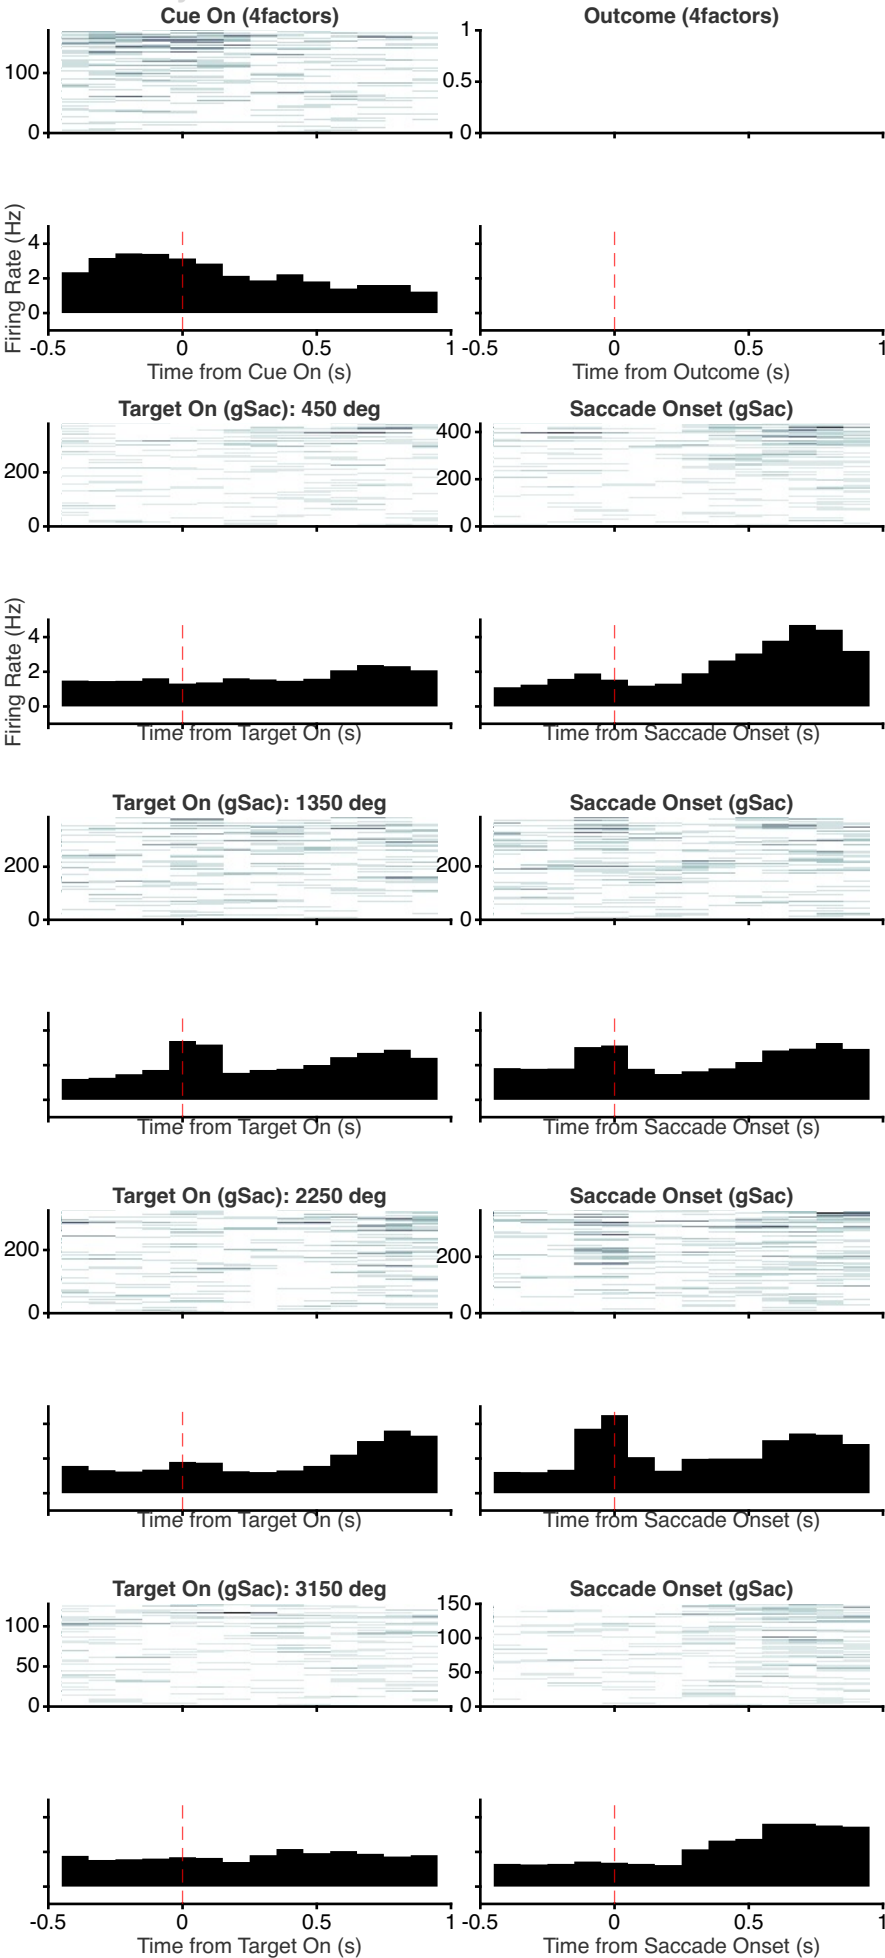 Cue On (4factors)
Outcome (4factors)
100
0
1
0.5
0
Firing Rate (Hz)
4
2
0
-0.5 0 0.5 1
Time from Cue On (s)
-0.5 0 0.5 1
Time from Outcome (s)
Target On (gSac): 450 deg
Saccade Onset (gSac)
200
0
400
200
0
Firing Rate (Hz)
4
2
0
Time from Target On (s)
Time from Saccade Onset (s)
Target On (gSac): 1350 deg
Saccade Onset (gSac)
200
0
200
0
Time from Target On (s)
Time from Saccade Onset (s)
Target On (gSac): 2250 deg
Saccade Onset (gSac)
200
0
200
0
Time from Target On (s)
Time from Saccade Onset (s)
Target On (gSac): 3150 deg
Saccade Onset (gSac)
100
50
0
150
100
50
0
-0.5 0 0.5 1
Time from Target On (s)
-0.5 0 0.5 1
Time from Saccade Onset (s)